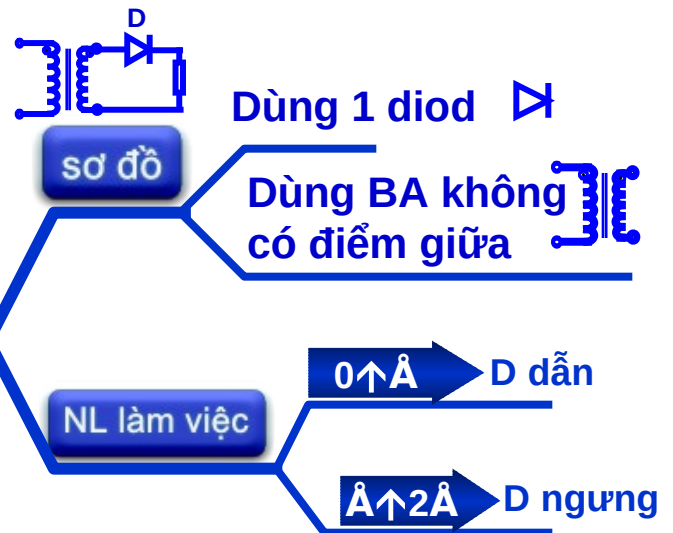 D
Dùng 1 diod
sơ đồ
Dùng BA không
có điểm giữa
0↑Å
D dẫn
NL làm việc
Å↑2Å
D ngưng